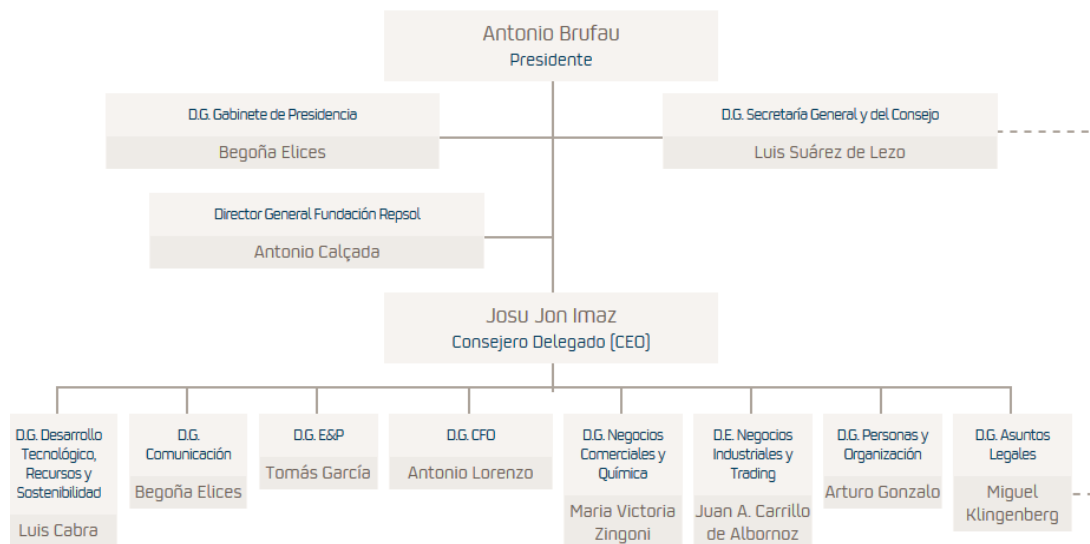 Antonio Brufau
Presidente
D.G. Gabinete de Presidencia
Begoña Elices
D.G. Secretaría General y del Consejo
Luis Suárez de Lezo
Director General Fundación Repsol
Antonio Calçada
Josu Jon Imaz
Consejero Delegado (CEO)
D.G. Desarrollo
Tecnológico,
Recursos y
Sostenibilidad
Luis Cabra
D.G.
Comunicación
Begoña Elices
D.G. E&P
Tomás García
D.G. CFO
Antonio Lorenzo
D.G. Negocios
Comerciales y
Química
Maria Victoria
Zingoni
D.E. Negocios
Industriales y
Trading
Juan A. Carrillo
de Albornoz
D.G. Personas y
Organización
Arturo Gonzalo
D.G. Asuntos
Legales
Miguel
Klingenberg